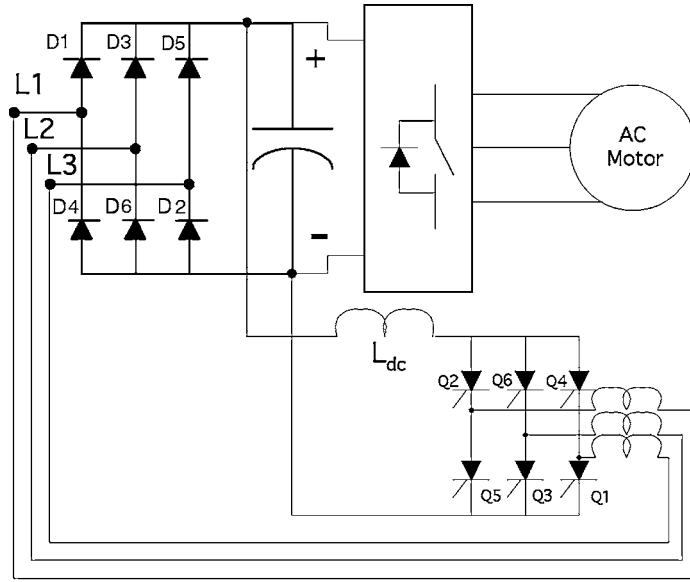 D1 D3 D5
L1
L2
L3
D4 D6 D2
+
-
AC
Motor
Ldc
Q2 Q6 Q4
Q5 Q3 Q1